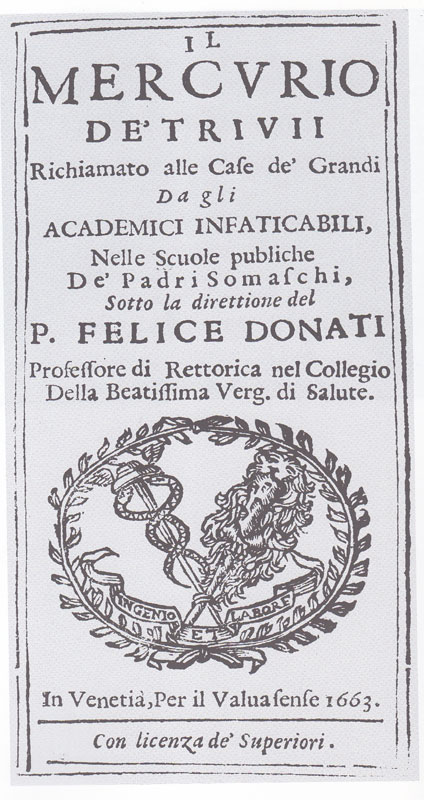 IL
MERCVRIO
DE' TRIVII
Richiamato alle Caſe de' Grandi
Da gli
ACADEMICI INFATICABILI,
Nelle Scuole publiche
De' Padri Somaſchi,
Sotto la direttione del
P. FELICE DONATI
Profeſſore di Rettorica nel Collegio
Della Beatiſſima Verg. di Salute.
INGENIO ET LABORE
In Venetià, Per il Valuaſenſe 1663.
Con licenza de' Superiori.